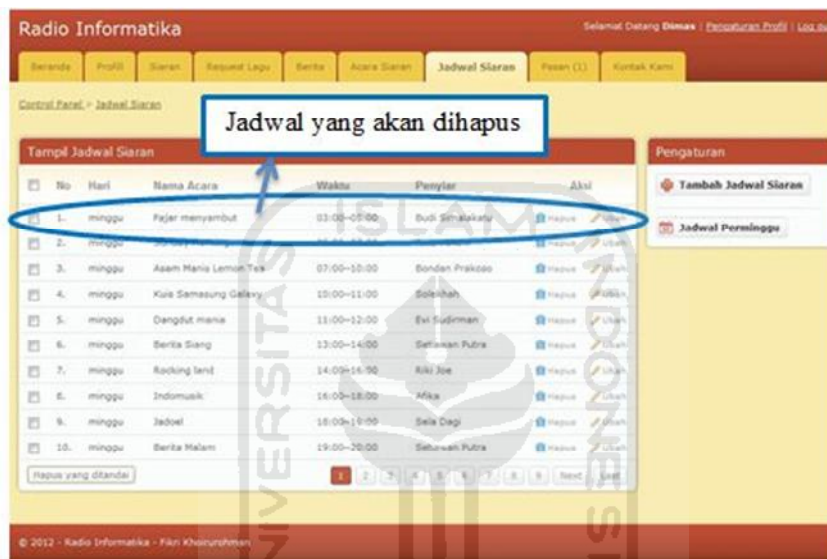 Radio Informatika
Selamat Datang Dimas | Pengaturan Profil | Log
Beranda Profil Siaran Request Lagu Berita Acara Siaran Jadwal Siaran Pesan (1) Kontak Kami
Control Panel > Jadwal Siaran
Jadwal yang akan dihapus
Tampil Jadwal Siaran
No Hari Nama Acara Waktu Penyiar Aksi
1. minggu Fajar menyambut 03:00-05:00 Budi Simalakatu Hapus Ubah
2. minggu
3. minggu Asam Manis Lemon Tea 07:00-10:00 Bondan Prakoso Hapus Ubah
4. minggu Kuis Samsung Galaxy 10:00-11:00 Solekhah Hapus Ubah
5. minggu Dangdut mania 11:00-12:00 Evi Sudirman Hapus Ubah
6. minggu Berita Siang 13:00-14:00 Setiawan Putra Hapus Ubah
7. minggu Rocking land 14:00-16:00 Riki Joe Hapus Ubah
8. minggu Indomusik 16:00-18:00 Afika Hapus Ubah
9. minggu Jadoel 18:00-19:00 Sela Dagi Hapus Ubah
10. minggu Berita Malam 19:00-20:00 Setiawan Putra Hapus Ubah
Hapus yang ditandai
1 2 3 4 5 6 7 8 9 Next Last
Pengaturan
Tambah Jadwal Siaran
Jadwal Perminggu
© 2012 - Radio Informatika - Fikri Khoirurohman
UNIVERSITAS ISLAM INDONESIA